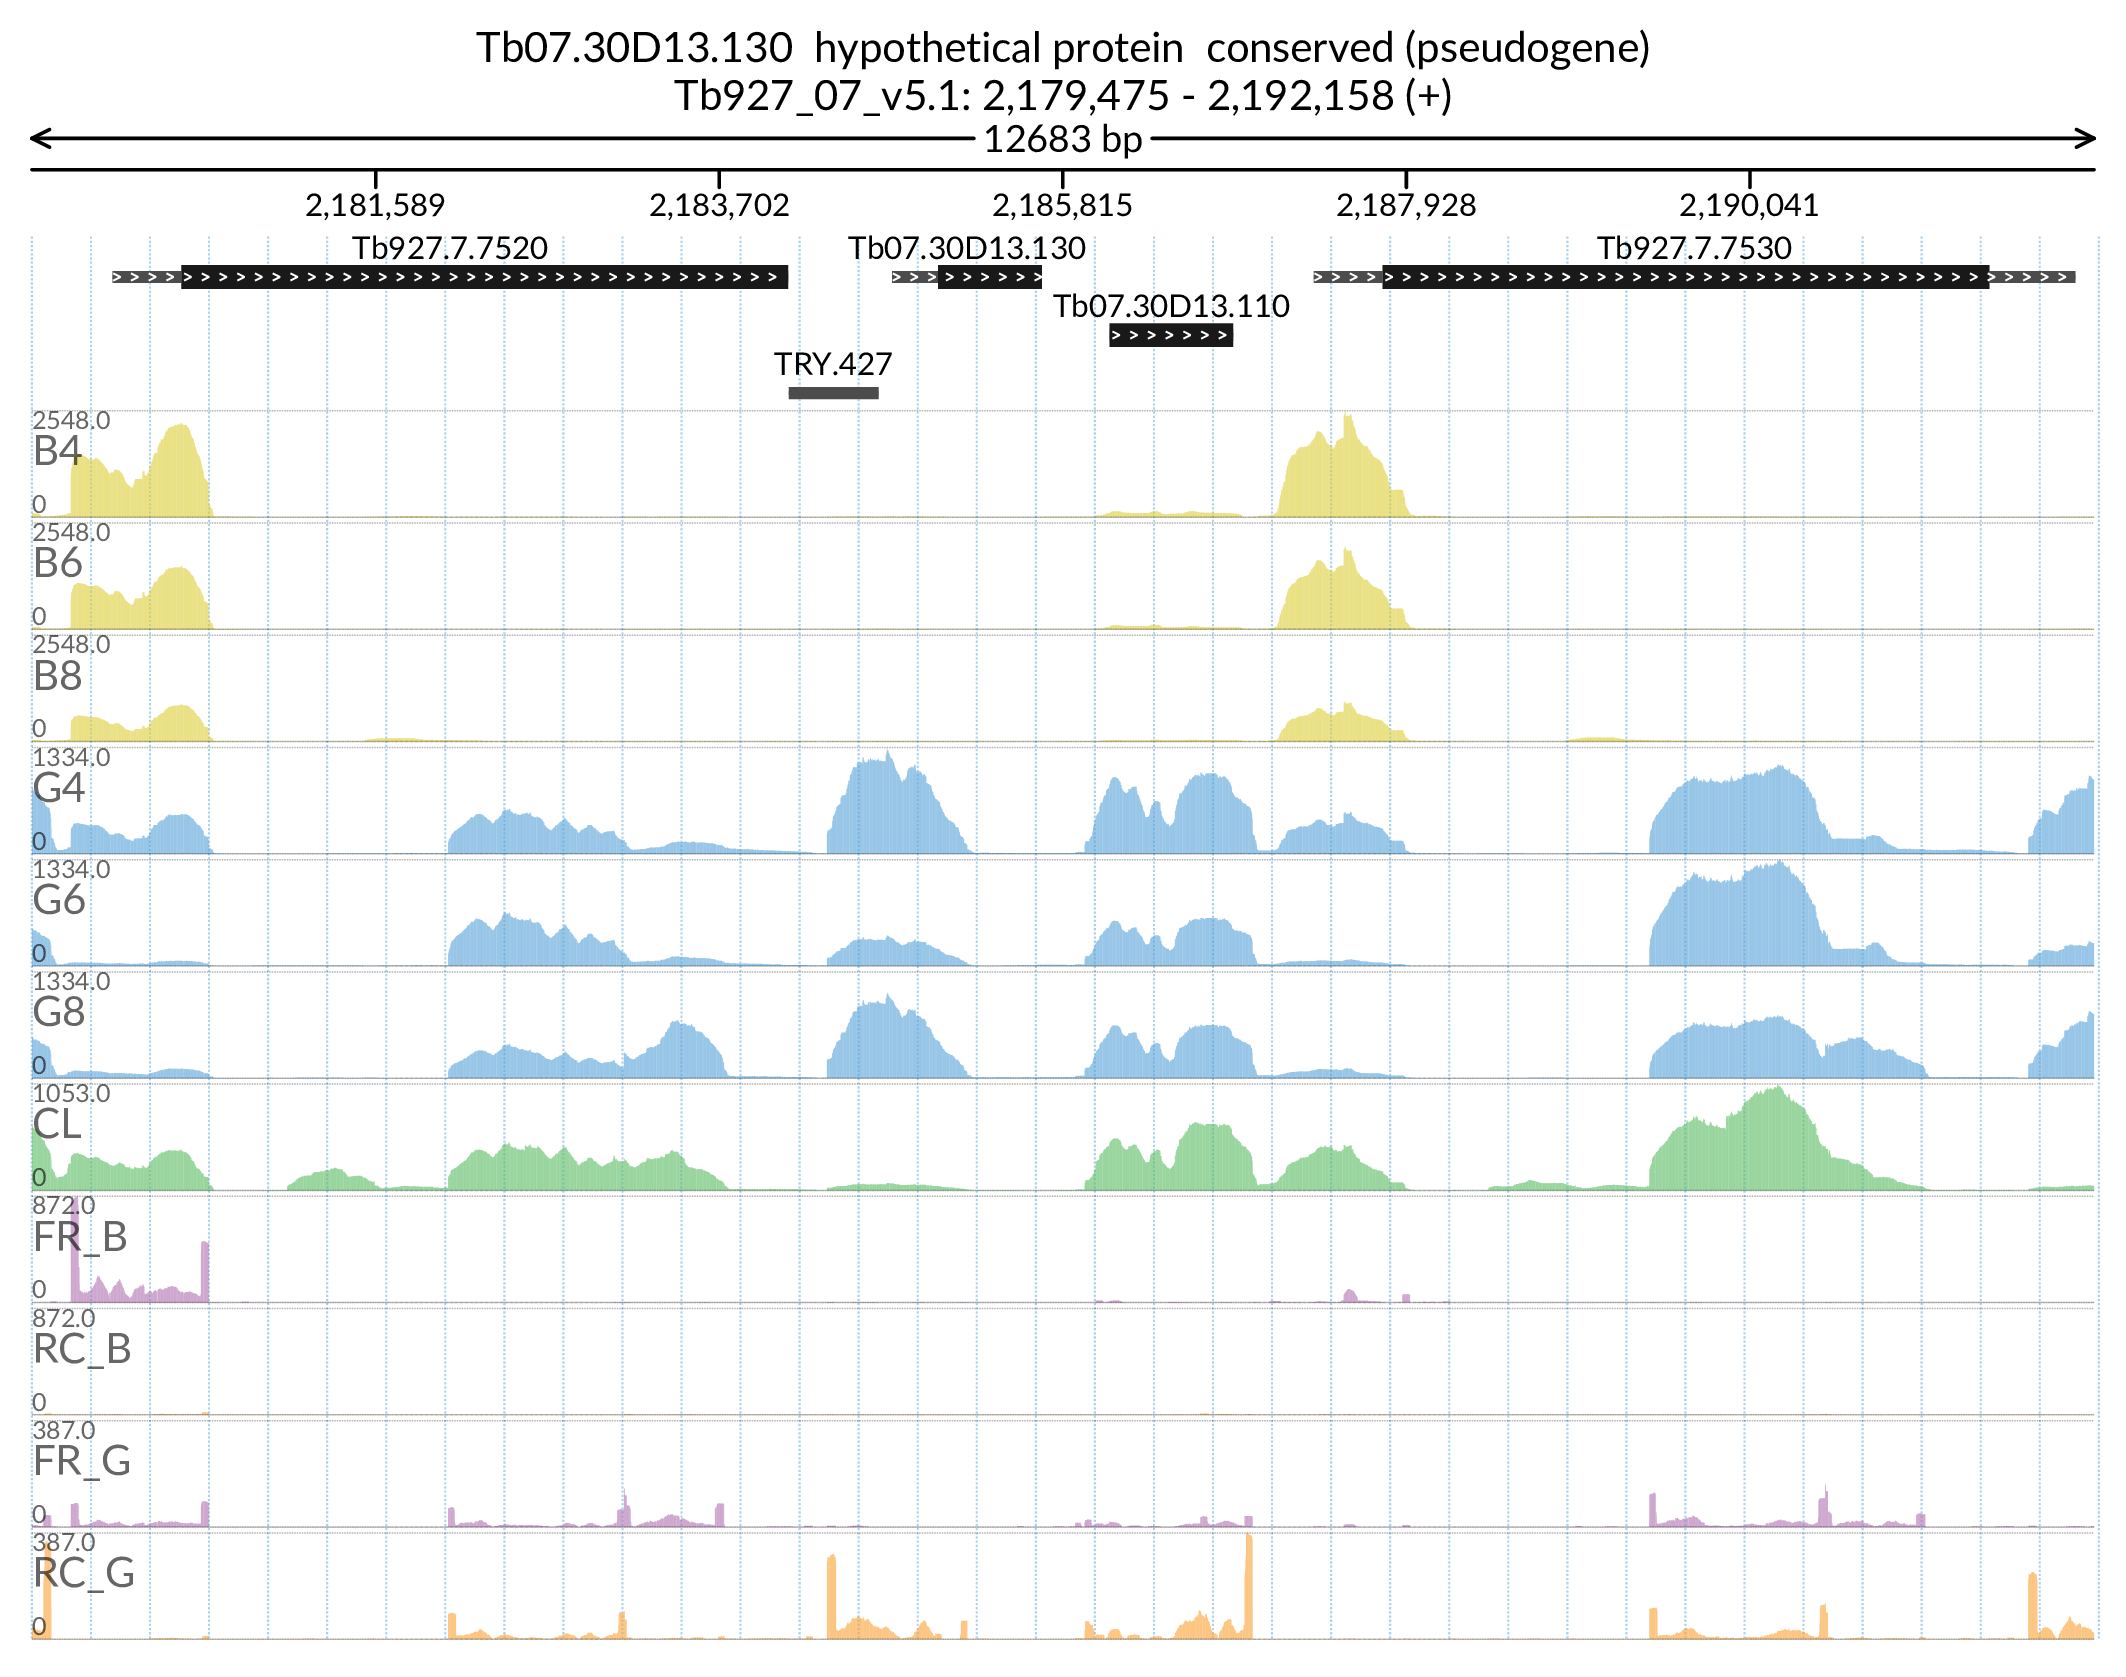 Tb07.30D13.130 hypothetical protein conserved (pseudogene)
Tb927_07_v5.1: 2,179,475 - 2,192,158 (+)
12683 bp
2,181,589 2,183,702 2,185,815 2,187,928 2,190,041
Tb927.7.7520 Tb07.30D13.130 Tb927.7.7530
Tb07.30D13.110
TRY.427
2548.0
B4
0
2548.0
B6
0
2548.0
B8
0
1334.0
G4
0
1334.0
G6
0
1334.0
G8
0
1053.0
CL
0
872.0
FR_B
0
872.0
RC_B
0
387.0
FR_G
0
387.0
RC_G
0